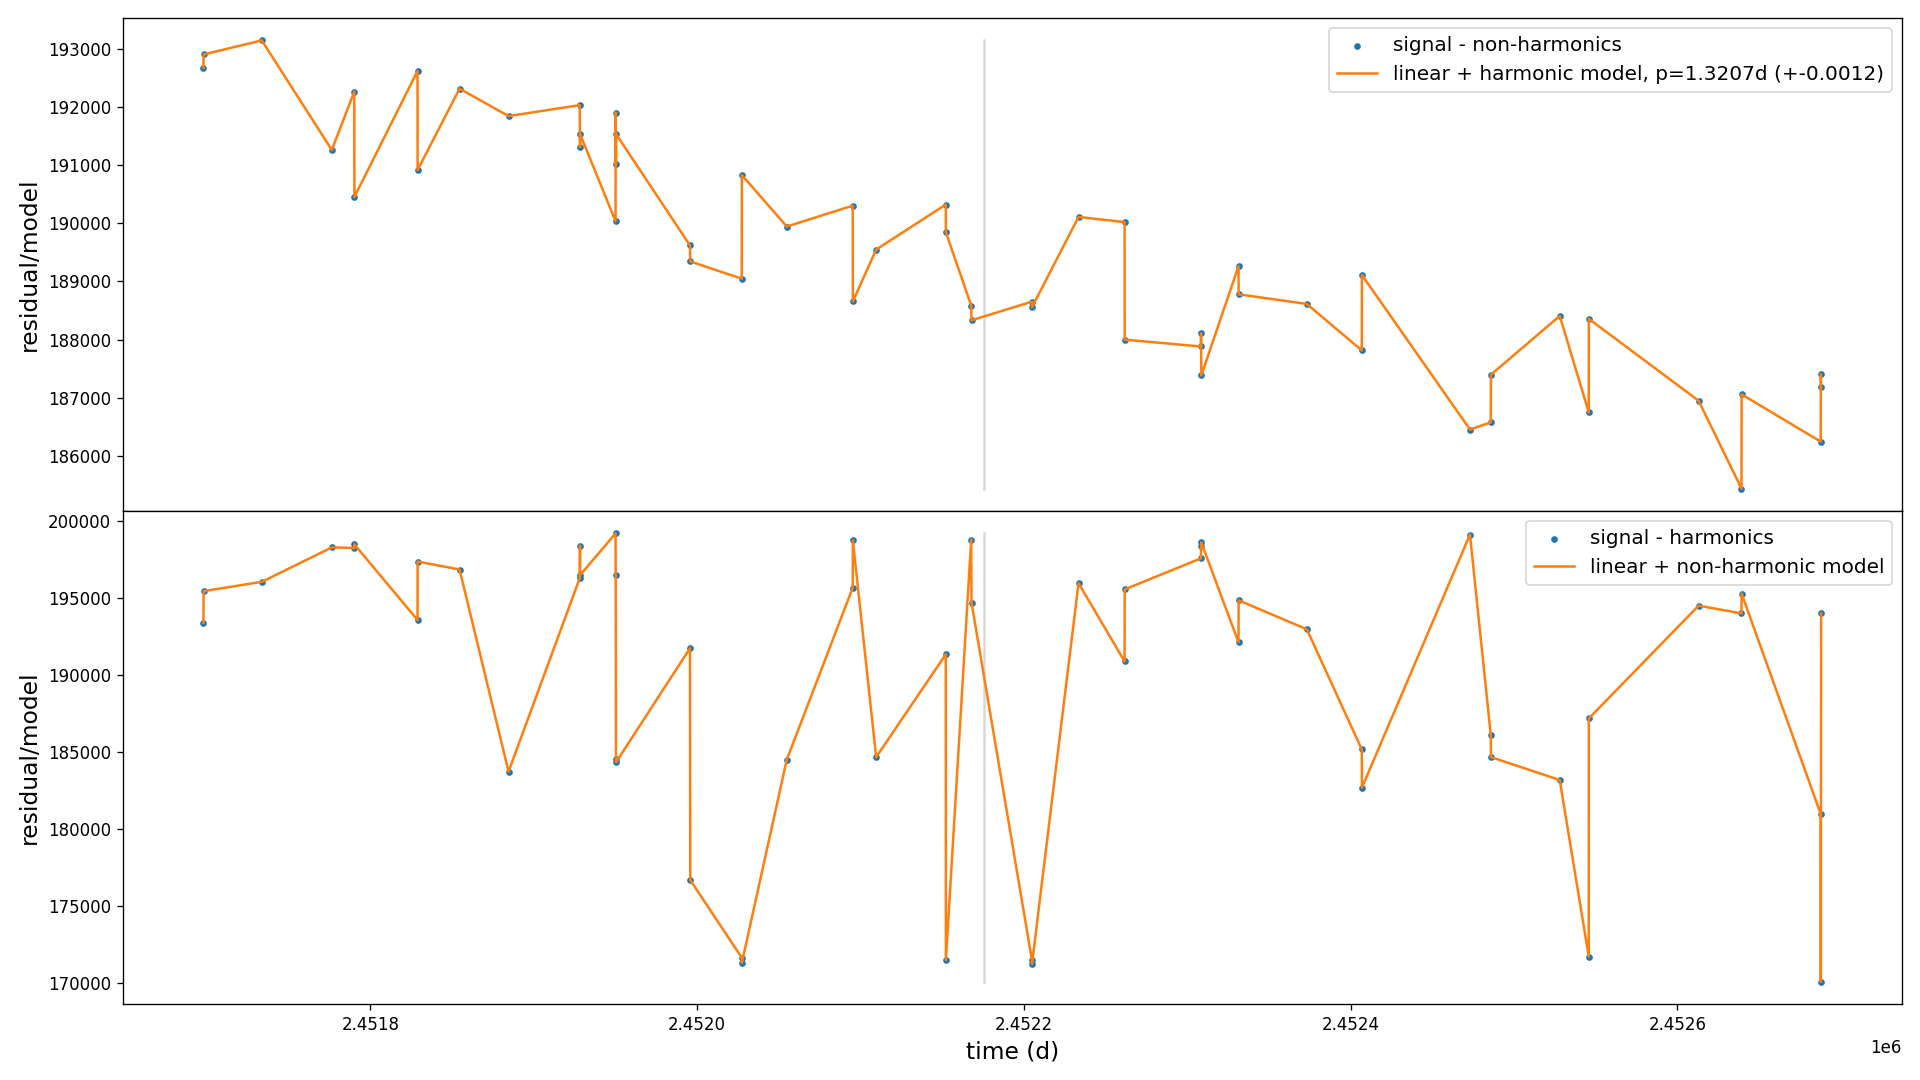 193000
192000
191000
190000
189000
188000
187000
186000
residual/model
signal - non-harmonics
linear + harmonic model, p=1.3207d (+-0.0012)
200000
195000
190000
185000
180000
175000
170000
residual/model
signal - harmonics
linear + non-harmonic model
2.4518 2.4520 2.4522 2.4524 2.4526
time (d)
1e6